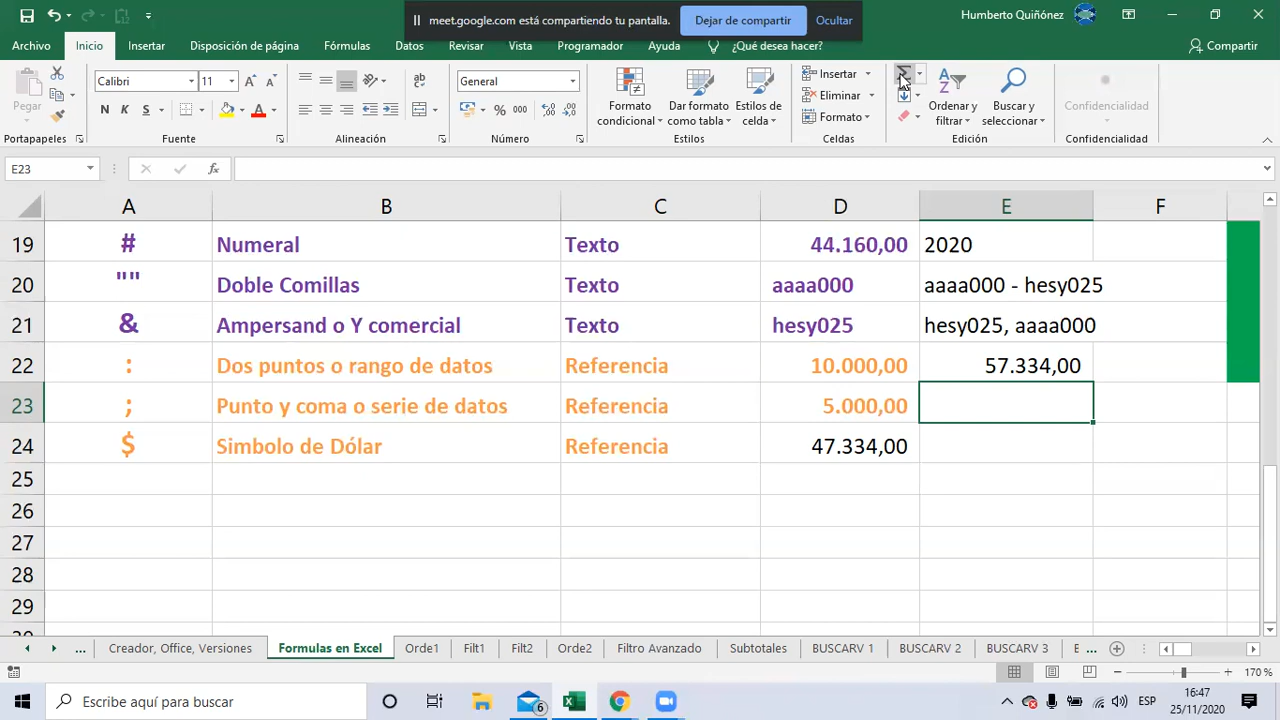 meet.google.com está compartiendo tu pantalla. Dejar de compartir Ocultar
Humberto Quiñónez
Archivo Inicio Insertar Disposición de página Fórmulas Datos Revisar Vista Programador Ayuda ¿Qué desea hacer? Compartir
Pegar
Calibri 11
N K S
General
% 000
Formato condicional
Dar formato como tabla
Estilos de celda
Insertar
Eliminar
Formato
Ordenar y filtrar
Buscar y seleccionar
Confidencialidad
Portapapeles Fuente Alineación Número Estilos Celdas Edición Confidencialidad
E23 fx
A B C D E F
19 # Numeral Texto 44.160,00 2020
20 "" Doble Comillas Texto aaaa000 aaaa000 - hesy025
21 & Ampersand o Y comercial Texto hesy025 hesy025, aaaa000
22 : Dos puntos o rango de datos Referencia 10.000,00 57.334,00
23 ; Punto y coma o serie de datos Referencia 5.000,00
24 $ Simbolo de Dólar Referencia 47.334,00
25
26
27
28
29
... Creador, Office, Versiones Formulas en Excel Orde1 Filt1 Filt2 Orde2 Filtro Avanzado Subtotales BUSCARV 1 BUSCARV 2 BUSCARV 3 B ...
170 %
Escribe aquí para buscar
6
ESP
16:47
25/11/2020